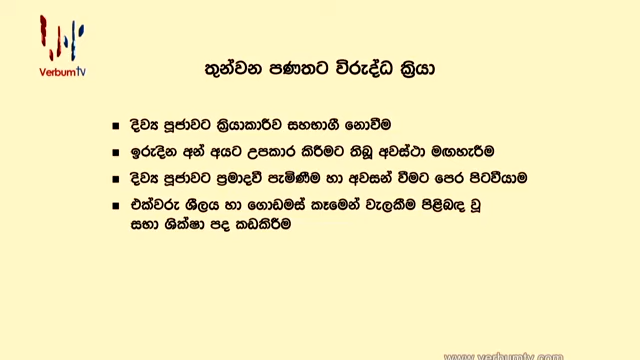 VerbumTV
තුන්වන පණතට විරුද්ධ ක්‍රියා
▪ දිව්‍ය පූජාවට ක්‍රියාකාරීව සහභාගී නොවීම
▪ ඉරුදින අන් අයට උපකාර කිරීමට තිබූ අවස්ථා මඟහැරීම
▪ දිව්‍ය පූජාවට ප්‍රමාදවී පැමිණීම හා අවසන් වීමට පෙර පිටවීයාම
▪ එක්වරු ශීලය හා ගොඩමස් කෑමෙන් වැලකීම පිළිබඳ වූ
සභා ශික්ෂා පද කඩකිරීම
www.verbumtv.com